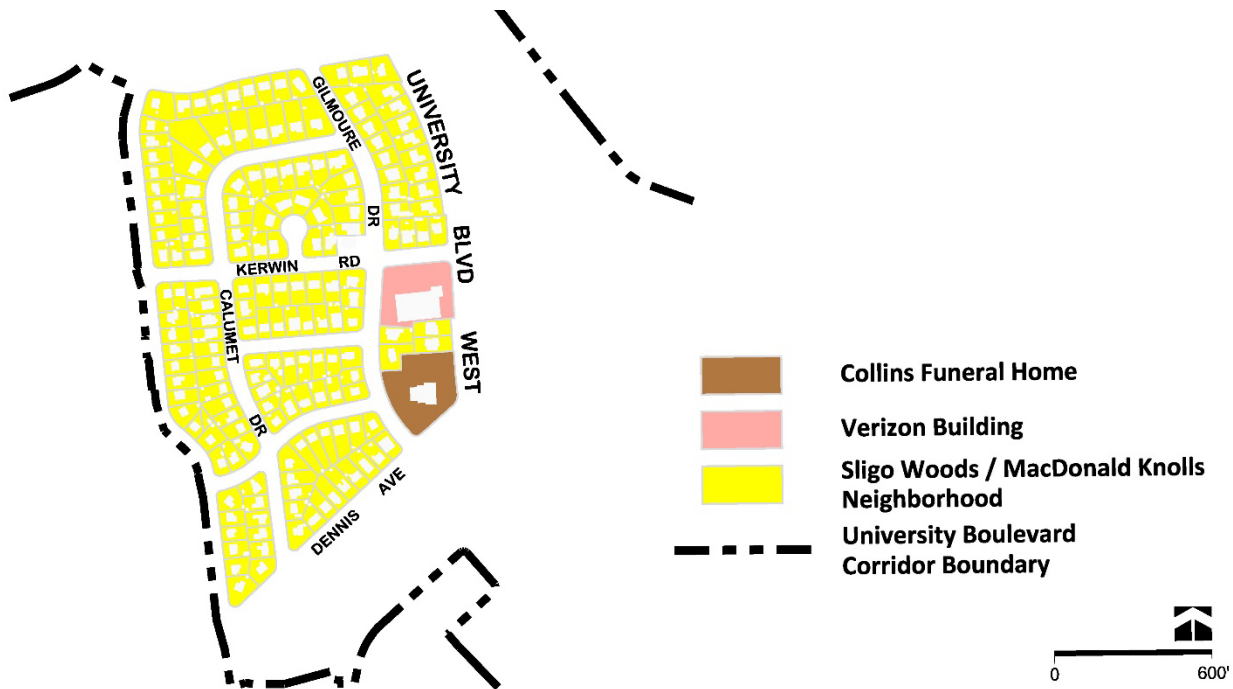 GILMOURE
DR
UNIVERSITY
BLVD
WEST
KERWIN RD
CALUMET
DR
DENNIS AVE
Collins Funeral Home
Verizon Building
Sligo Woods / MacDonald Knolls
Neighborhood
University Boulevard
Corridor Boundary
0 600'